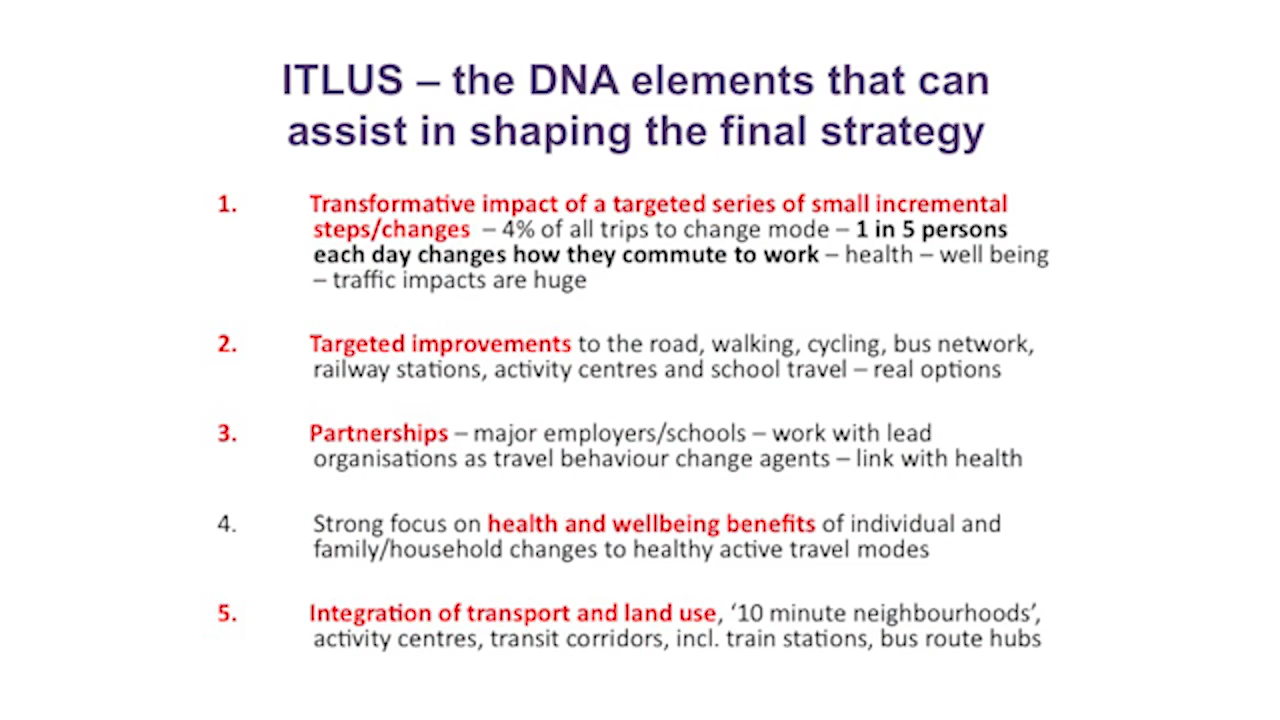 ITLUS – the DNA elements that can
assist in shaping the final strategy
1. Transformative impact of a targeted series of small incremental
steps/changes – 4% of all trips to change mode – 1 in 5 persons
each day changes how they commute to work – health – well being
– traffic impacts are huge
2. Targeted improvements to the road, walking, cycling, bus network,
railway stations, activity centres and school travel – real options
3. Partnerships – major employers/schools – work with lead
organisations as travel behaviour change agents – link with health
4. Strong focus on health and wellbeing benefits of individual and
family/household changes to healthy active travel modes
5. Integration of transport and land use, ‘10 minute neighbourhoods’,
activity centres, transit corridors, incl. train stations, bus route hubs